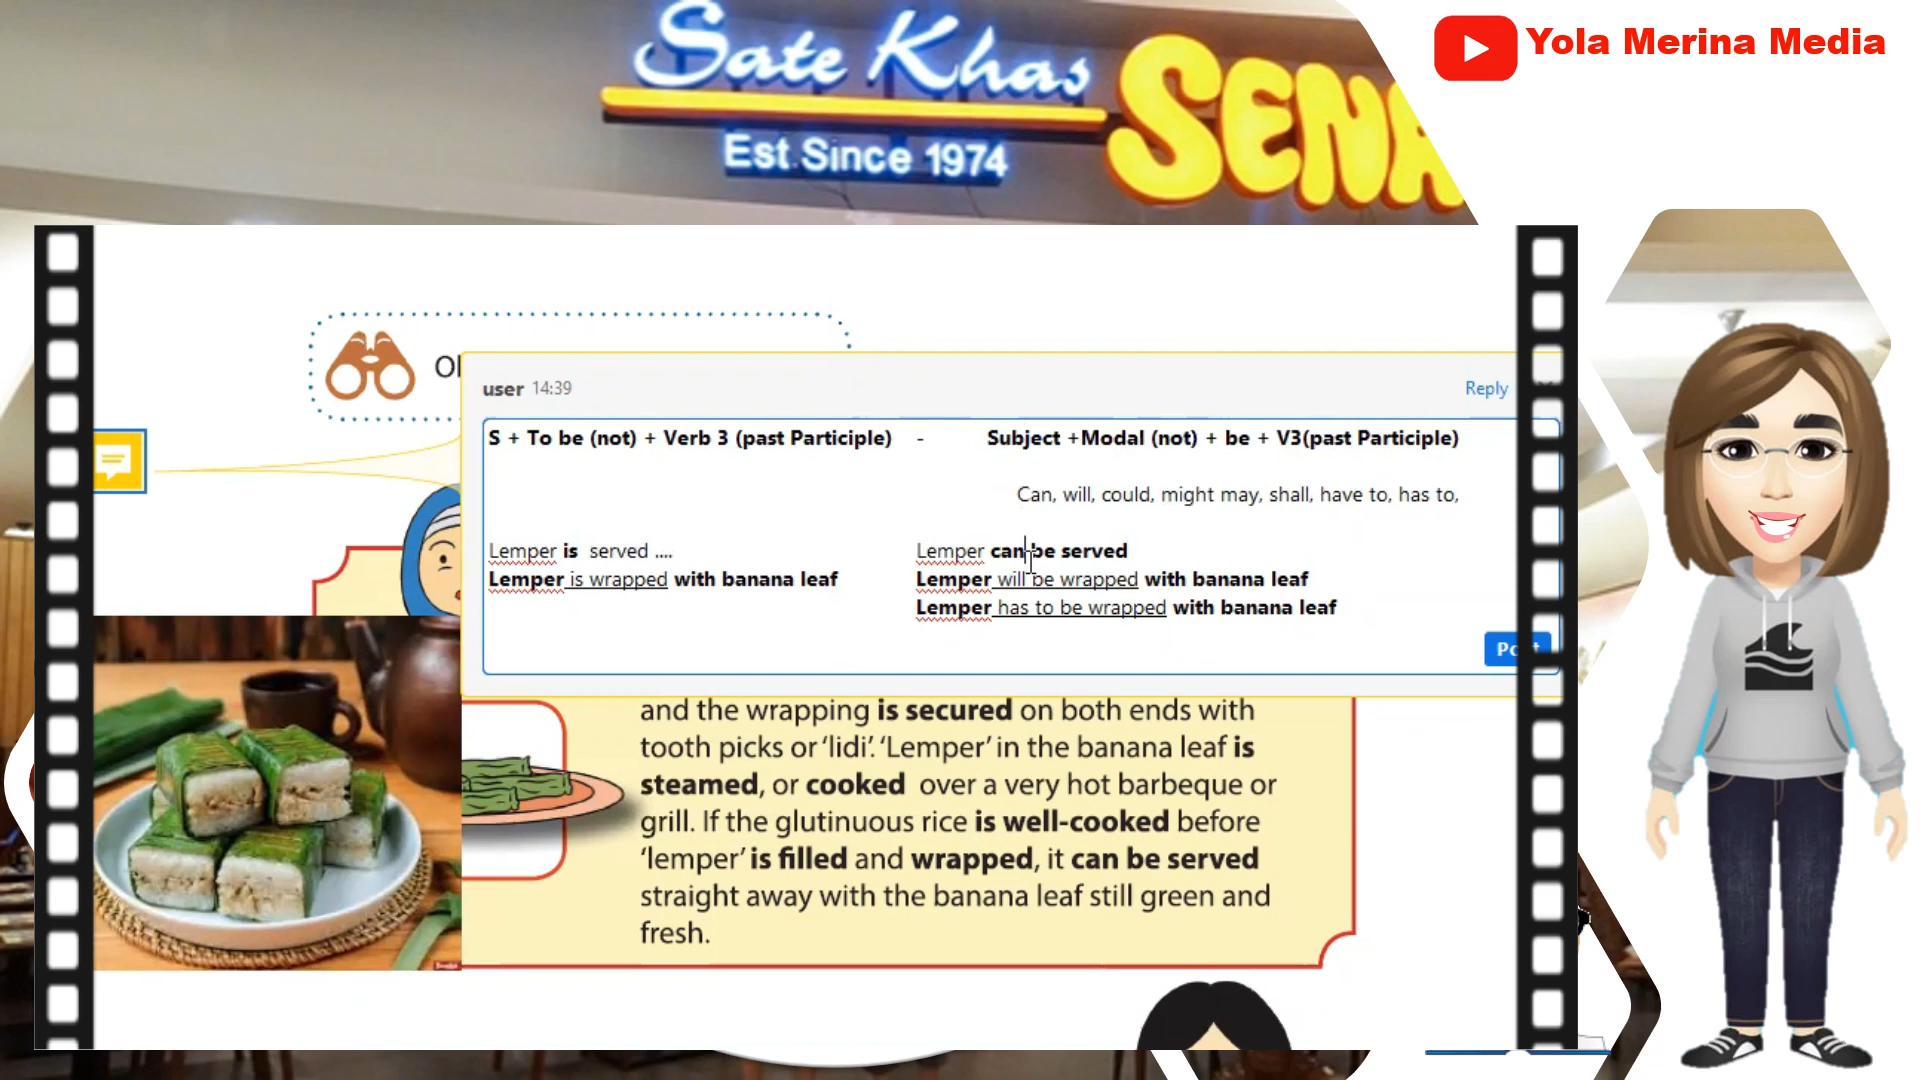 Sate Khas
Est Since 1974
Yola Merina Media
user 14:39
Reply
S + To be (not) + Verb 3 (past Participle) - Subject +Modal (not) + be + V3(past Participle)
Can, will, could, might may, shall, have to, has to,
Lemper is served .... Lemper can be served
Lemper is wrapped with banana leaf Lemper will be wrapped with banana leaf
Lemper has to be wrapped with banana leaf
and the wrapping is secured on both ends with
tooth picks or ‘lidi’. ‘Lemper’ in the banana leaf is
steamed, or cooked over a very hot barbeque or
grill. If the glutinuous rice is well-cooked before
‘lemper’ is filled and wrapped, it can be served
straight away with the banana leaf still green and
fresh.